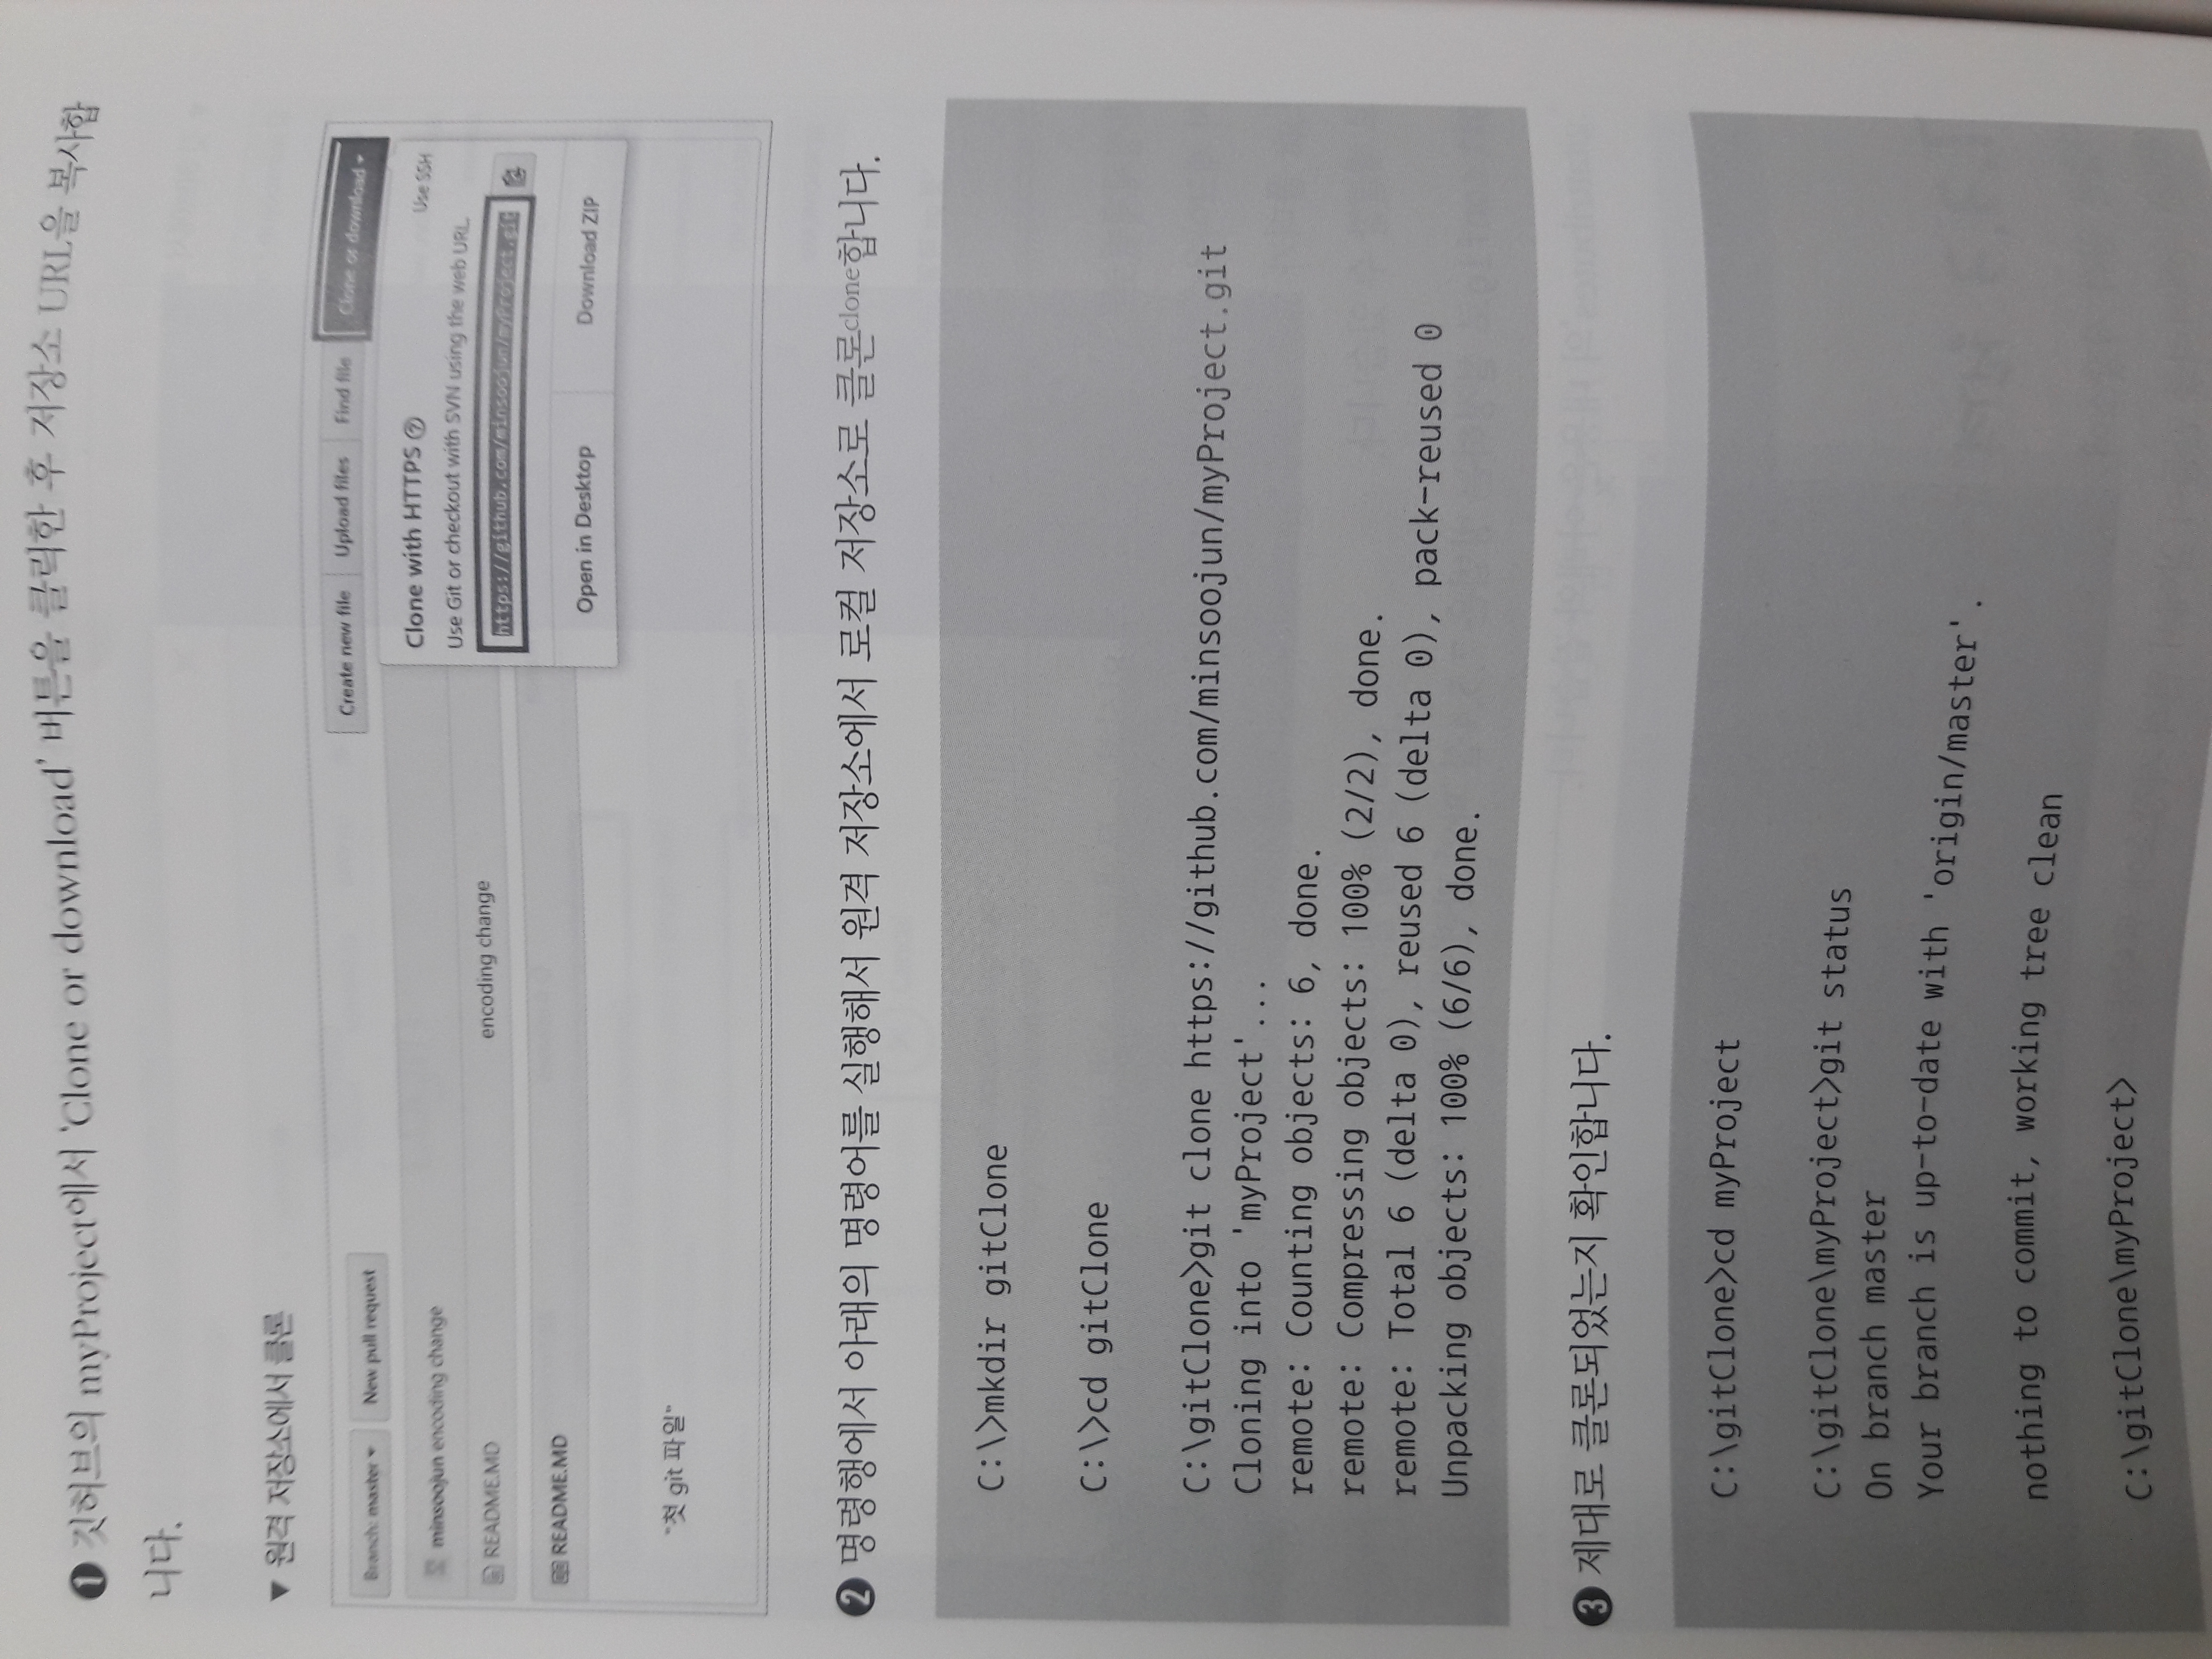 ❶ 깃허브의 myProject에서 'Clone or download' 버튼을 클릭한 후 저장소 URL을 복사합
니다.
▼ 원격 저장소에서 클론
Branch: master New pull request Create new file Upload files Find file Clone or download
minsoojun encoding change
README.MD encoding change
README.MD
Clone with HTTPS Use SSH
Use Git or checkout with SVN using the web URL.
https://github.com/minsoojun/myProject.git
Open in Desktop Download ZIP
"첫 git 파일"
❷ 명령행에서 아래의 명령어를 실행해서 원격 저장소에서 로컬 저장소로 클론clone합니다.
C:\>mkdir gitClone
C:\>cd gitClone
C:\gitClone>git clone https://github.com/minsoojun/myProject.git
Cloning into 'myProject'...
remote: Counting objects: 6, done.
remote: Compressing objects: 100% (2/2), done.
remote: Total 6 (delta 0), reused 6 (delta 0), pack-reused 0
Unpacking objects: 100% (6/6), done.
❸ 제대로 클론되었는지 확인합니다.
C:\gitClone>cd myProject
C:\gitClone\myProject>git status
On branch master
Your branch is up-to-date with 'origin/master'.
nothing to commit, working tree clean
C:\gitClone\myProject>